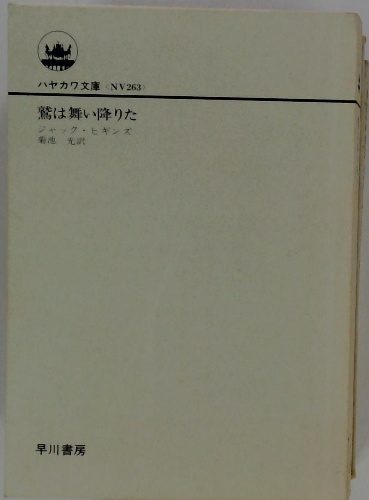 ハヤカワ文庫〈NV263〉
鷲は舞い降りた
ジャック・ヒギンズ
菊池 光訳
早川書房